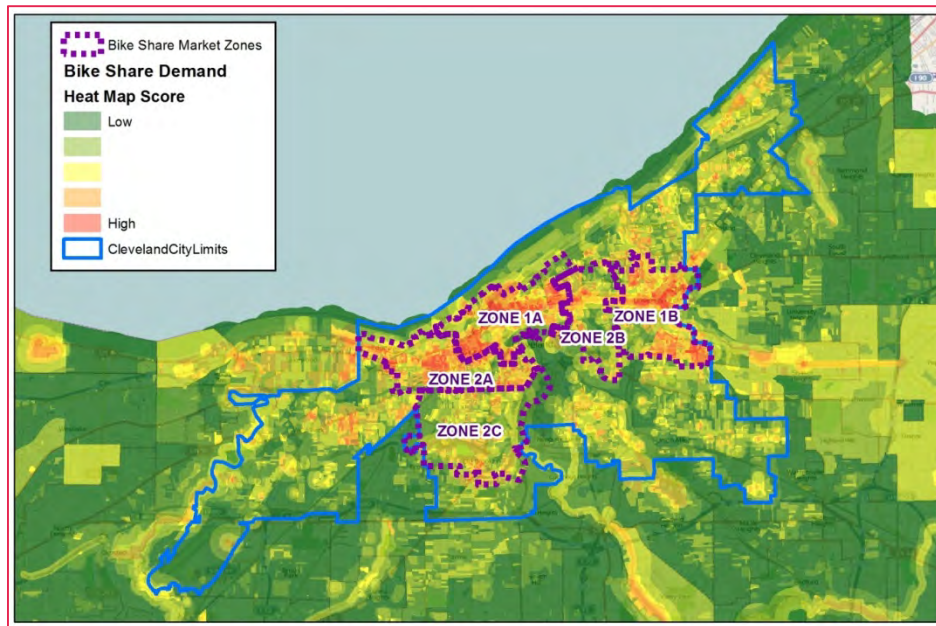 Bike Share Market Zones
Bike Share Demand
Heat Map Score
Low
High
ClevelandCityLimits
ZONE 1A
ZONE 1B
ZONE 2B
ZONE 2A
ZONE 2C